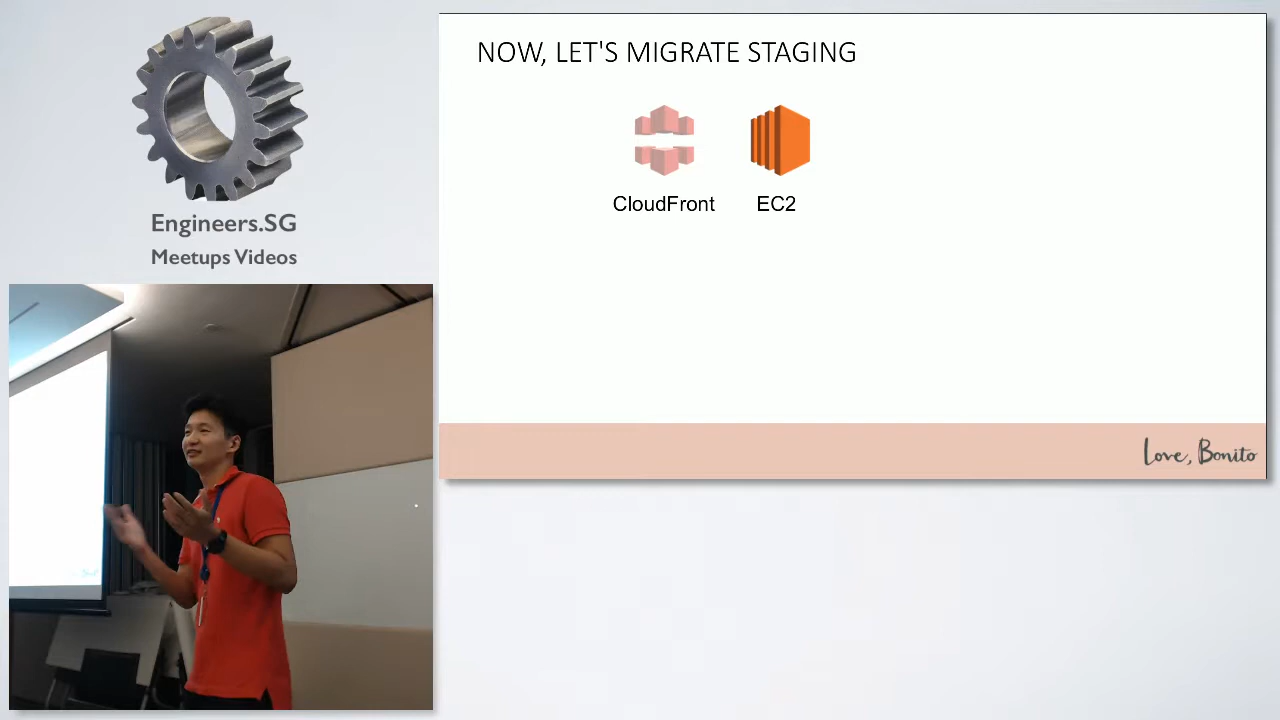 Engineers.SG
Meetups Videos
NOW, LET'S MIGRATE STAGING
CloudFront
EC2
Love, Bonito